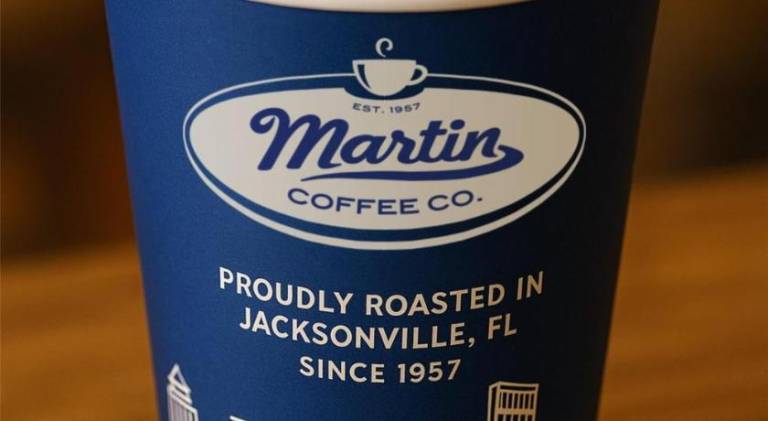 EST. 1957
Martin
COFFEE CO.
PROUDLY ROASTED IN
JACKSONVILLE, FL
SINCE 1957